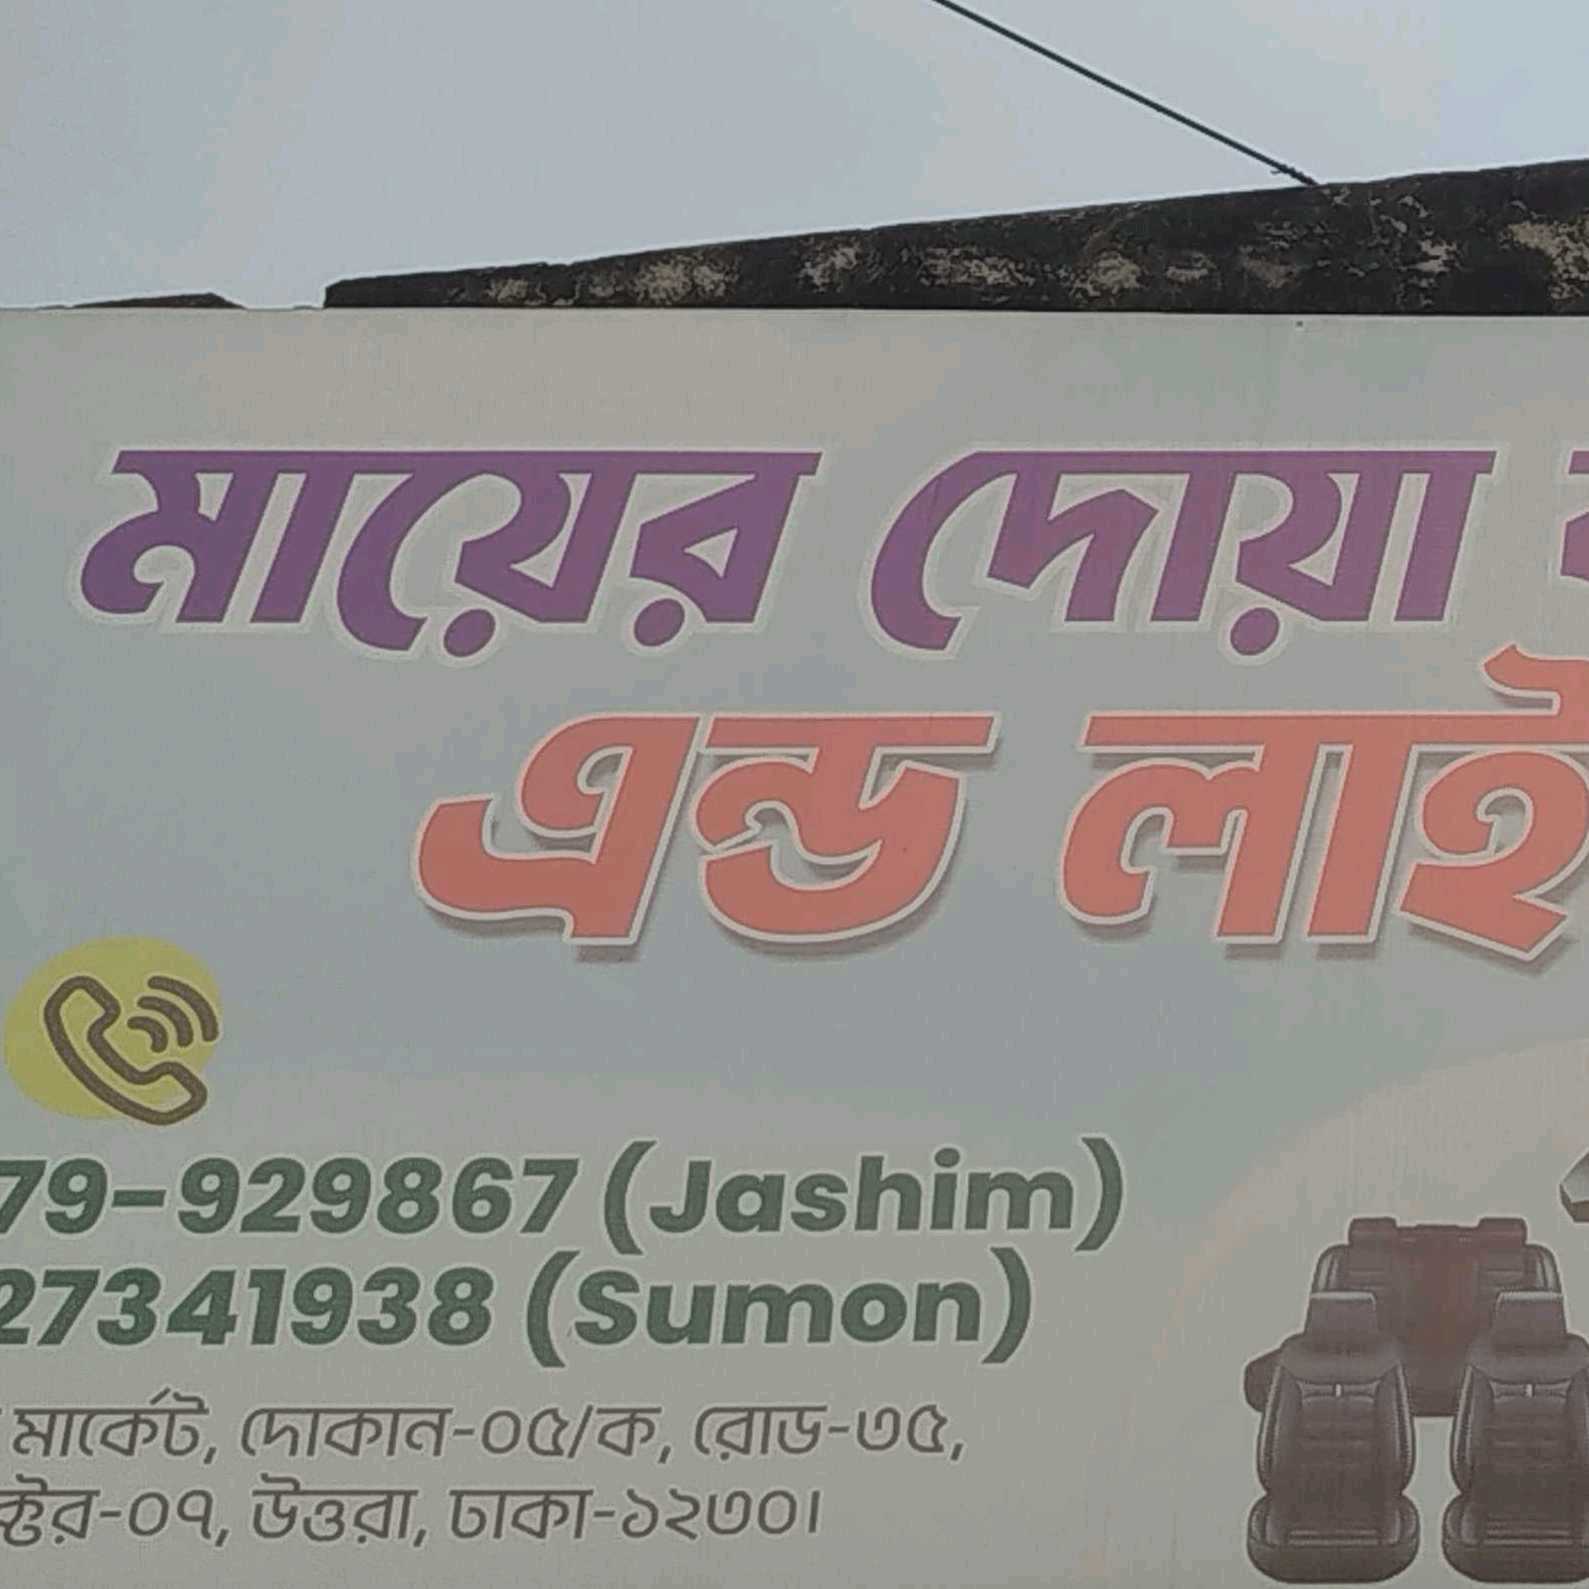 মায়ের দোয়া
এন্ড লাই
79-929867 (Jashim)
27341938 (Sumon)
মার্কেট, দোকান-০৫/ক, রোড-৩৫,
ক্টর-০৭, উত্তরা, ঢাকা-১২৩০।